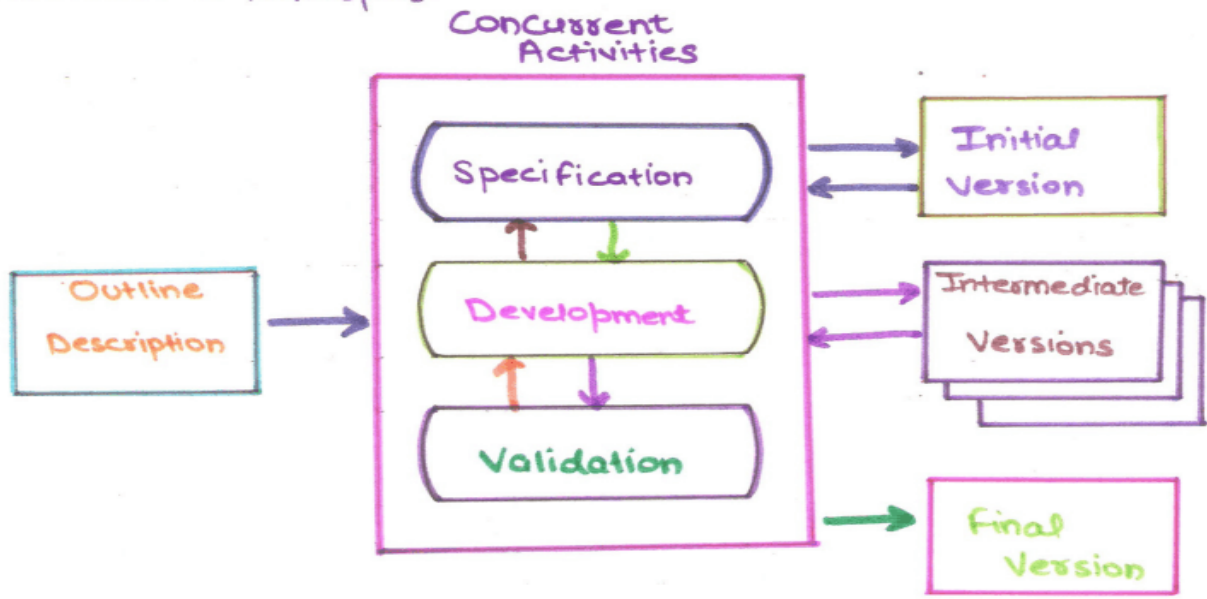 Concurrent
Activities
Specification
Initial
Version
Outline
Description
Development
Intermediate
Versions
Validation
Final
Version